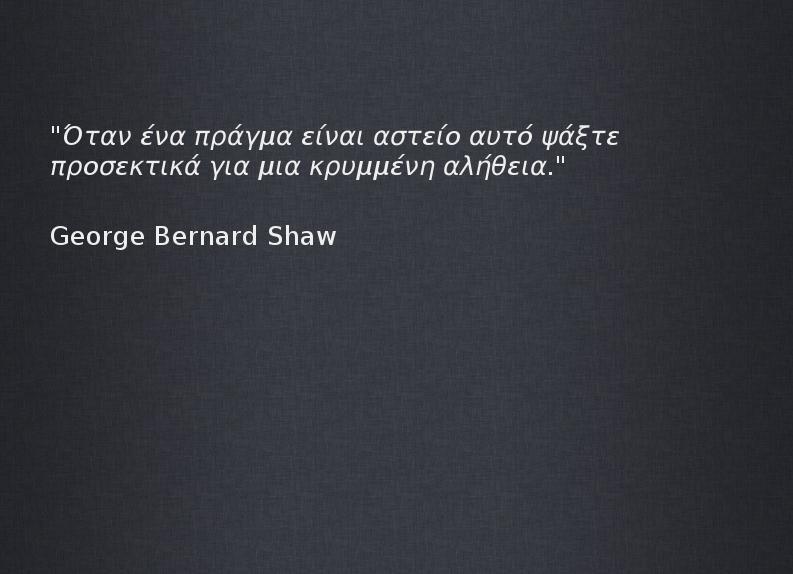 "Όταν ένα πράγμα είναι αστείο αυτό ψάξτε
προσεκτικά για μια κρυμμένη αλήθεια."
George Bernard Shaw